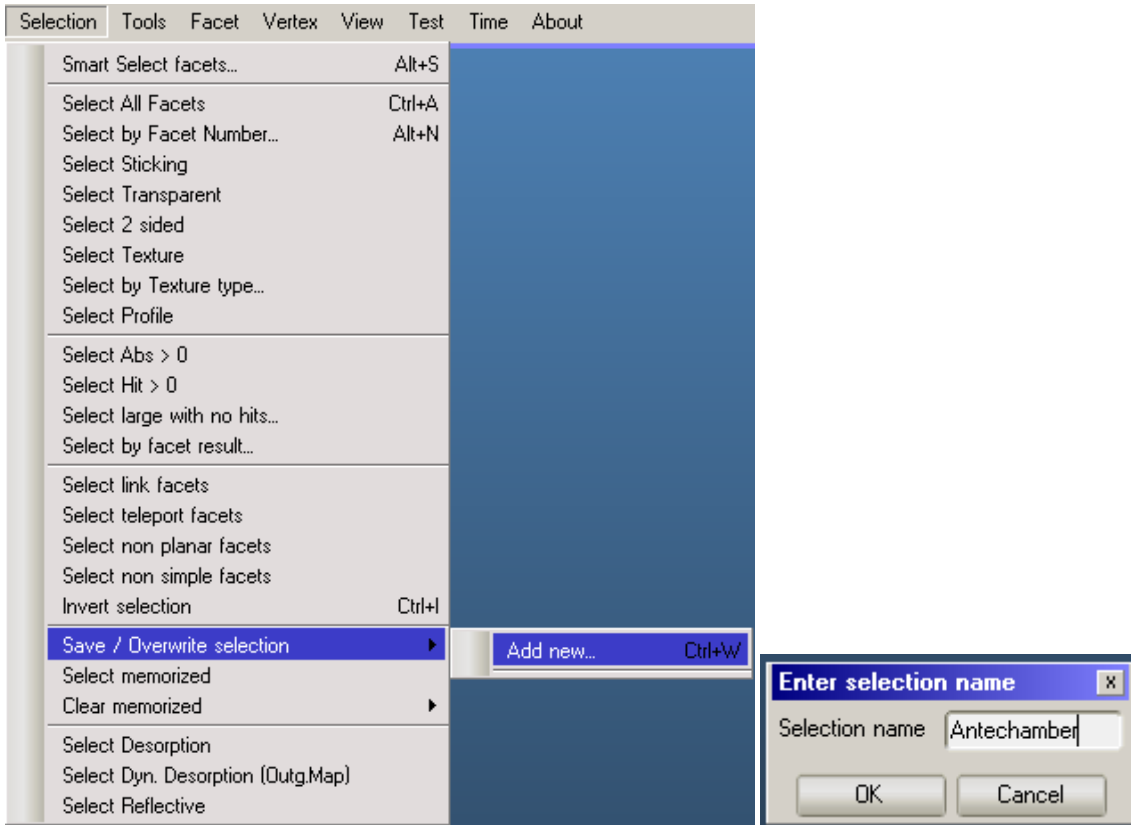 Selection Tools Facet Vertex View Test Time About
Smart Select facets... Alt+S
Select All Facets Ctrl+A
Select by Facet Number... Alt+N
Select Sticking
Select Transparent
Select 2 sided
Select Texture
Select by Texture type...
Select Profile
Select Abs > 0
Select Hit > 0
Select large with no hits...
Select by facet result...
Select link facets
Select teleport facets
Select non planar facets
Select non simple facets
Invert selection Ctrl+I
Save / Overwrite selection
Add new... Ctrl+W
Select memorized
Clear memorized
Select Desorption
Select Dyn. Desorption (Outg.Map)
Select Reflective
Enter selection name x
Selection name Antechamber
OK Cancel